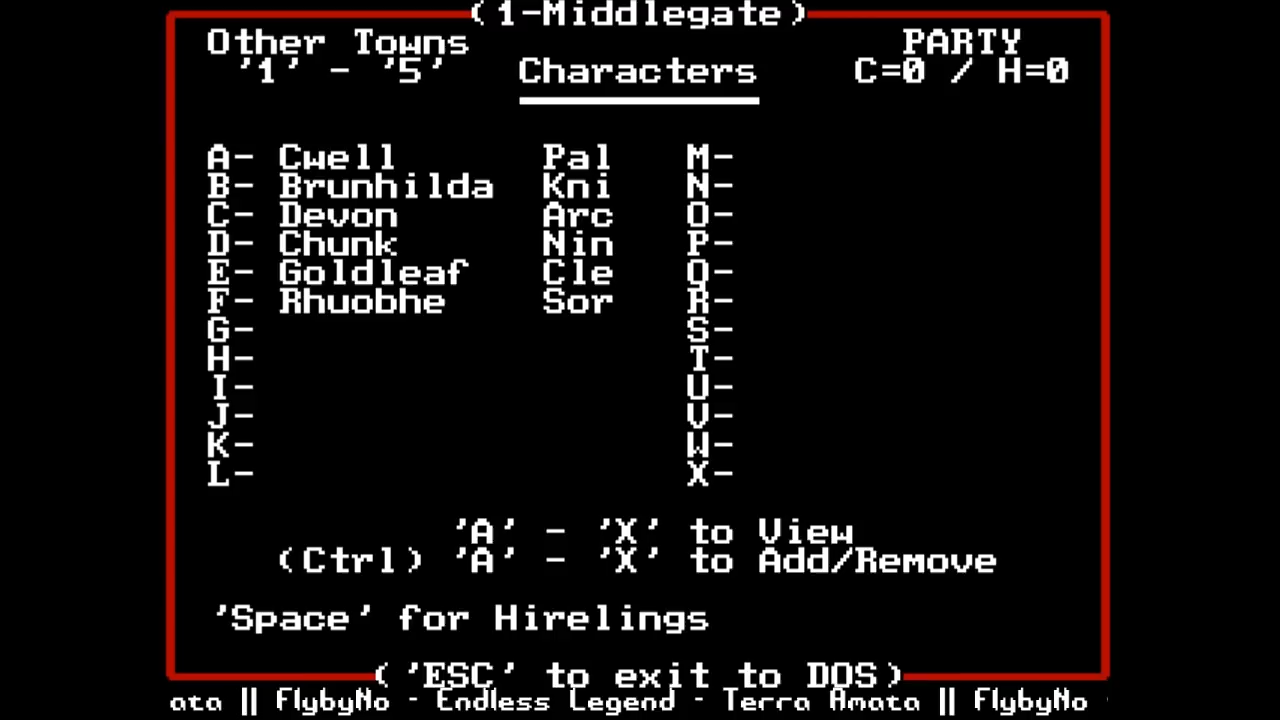 (1-Middlegate)
Other Towns PARTY
'1' - '5' Characters C=0 / H=0
A- Cwell Pal M-
B- Brunhilda Kni N-
C- Devon Arc O-
D- Chunk Nin P-
E- Goldleaf Cle Q-
F- Rhuobhe Sor R-
G- S-
H- T-
I- U-
J- V-
K- W-
L- X-
'A' - 'X' to View
(Ctrl) 'A' - 'X' to Add/Remove
'Space' for Hirelings
('ESC' to exit to DOS)
ata || FlybyNo - Endless Legend - Terra Amata || FlybyNo -